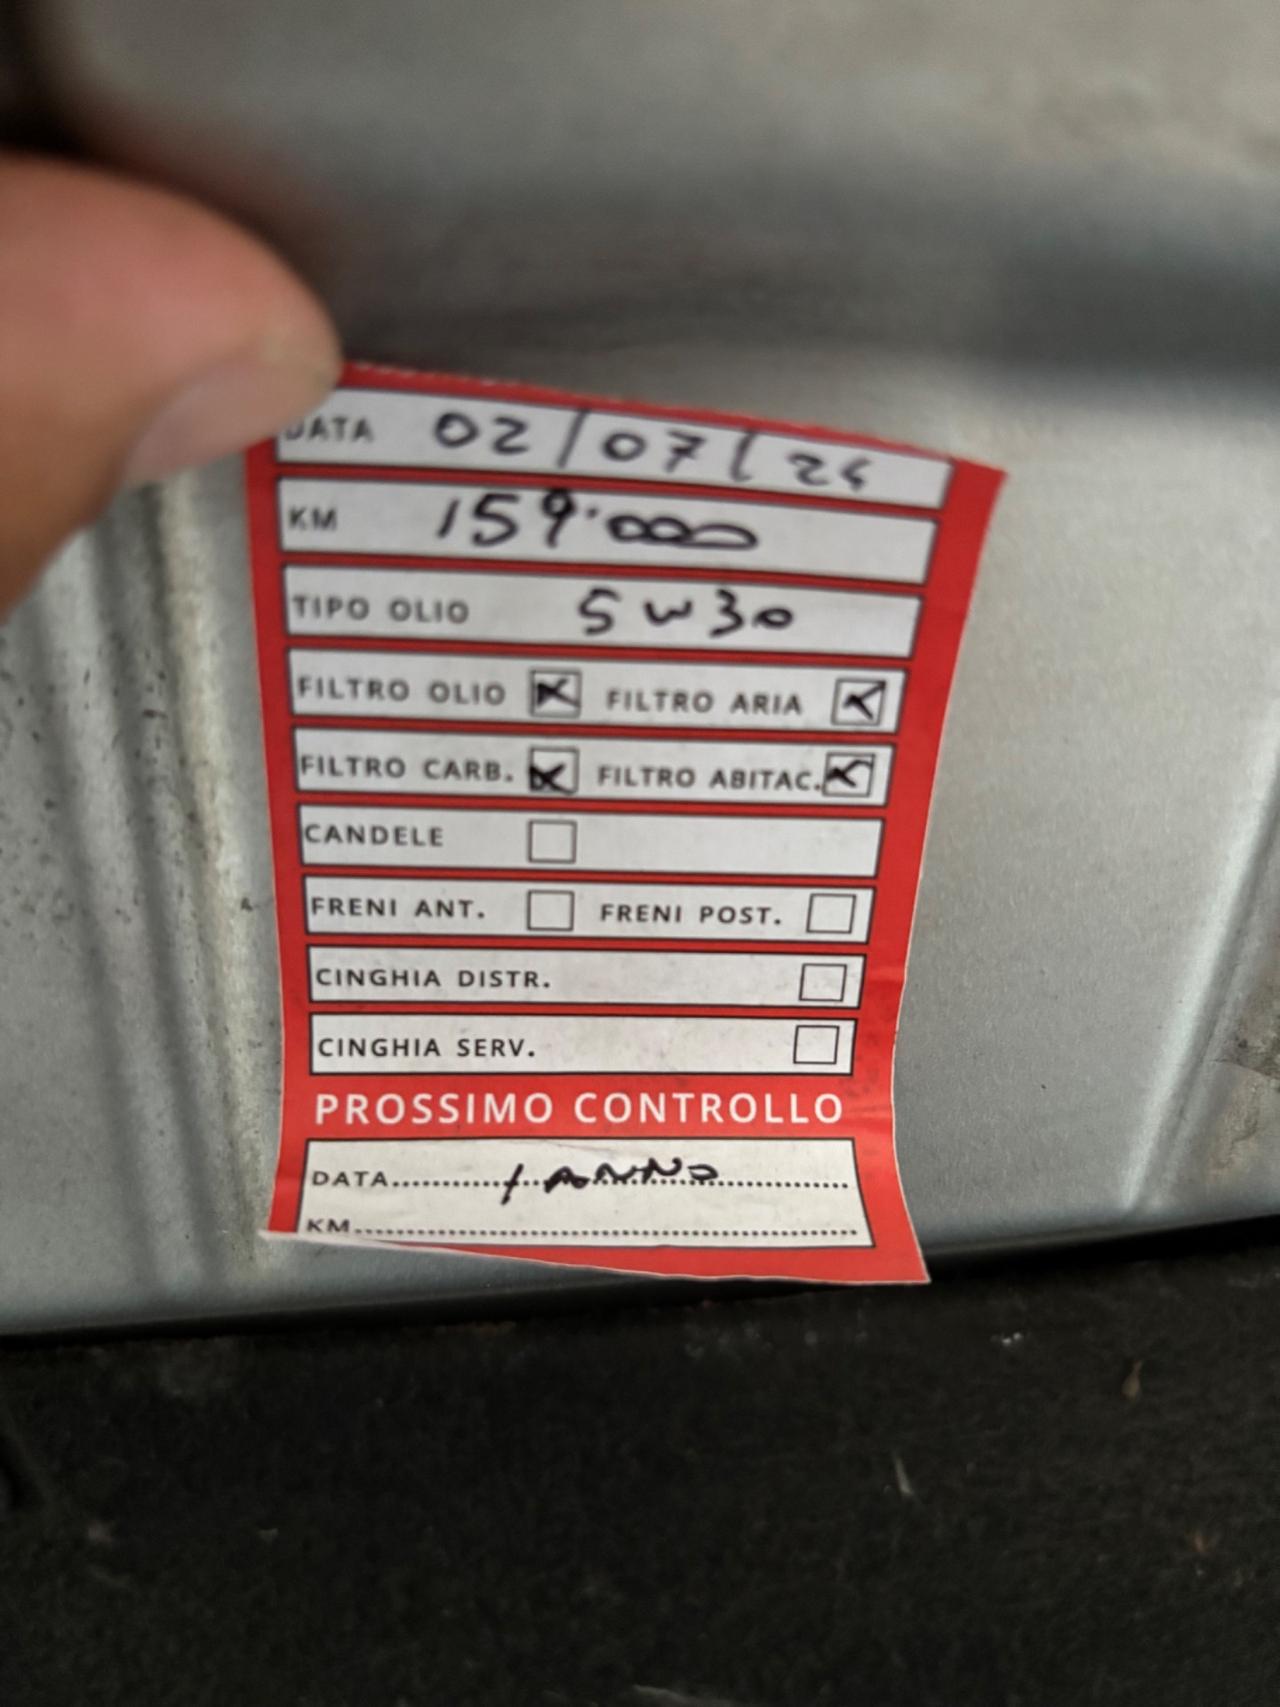 DATA 02/07/24
KM 159.000
TIPO OLIO 5W30
FILTRO OLIO FILTRO ARIA
FILTRO CARB. FILTRO ABITAC.
CANDELE
FRENI ANT. FRENI POST.
CINGHIA DISTR.
CINGHIA SERV.
PROSSIMO CONTROLLO
DATA 1 ANNO
KM